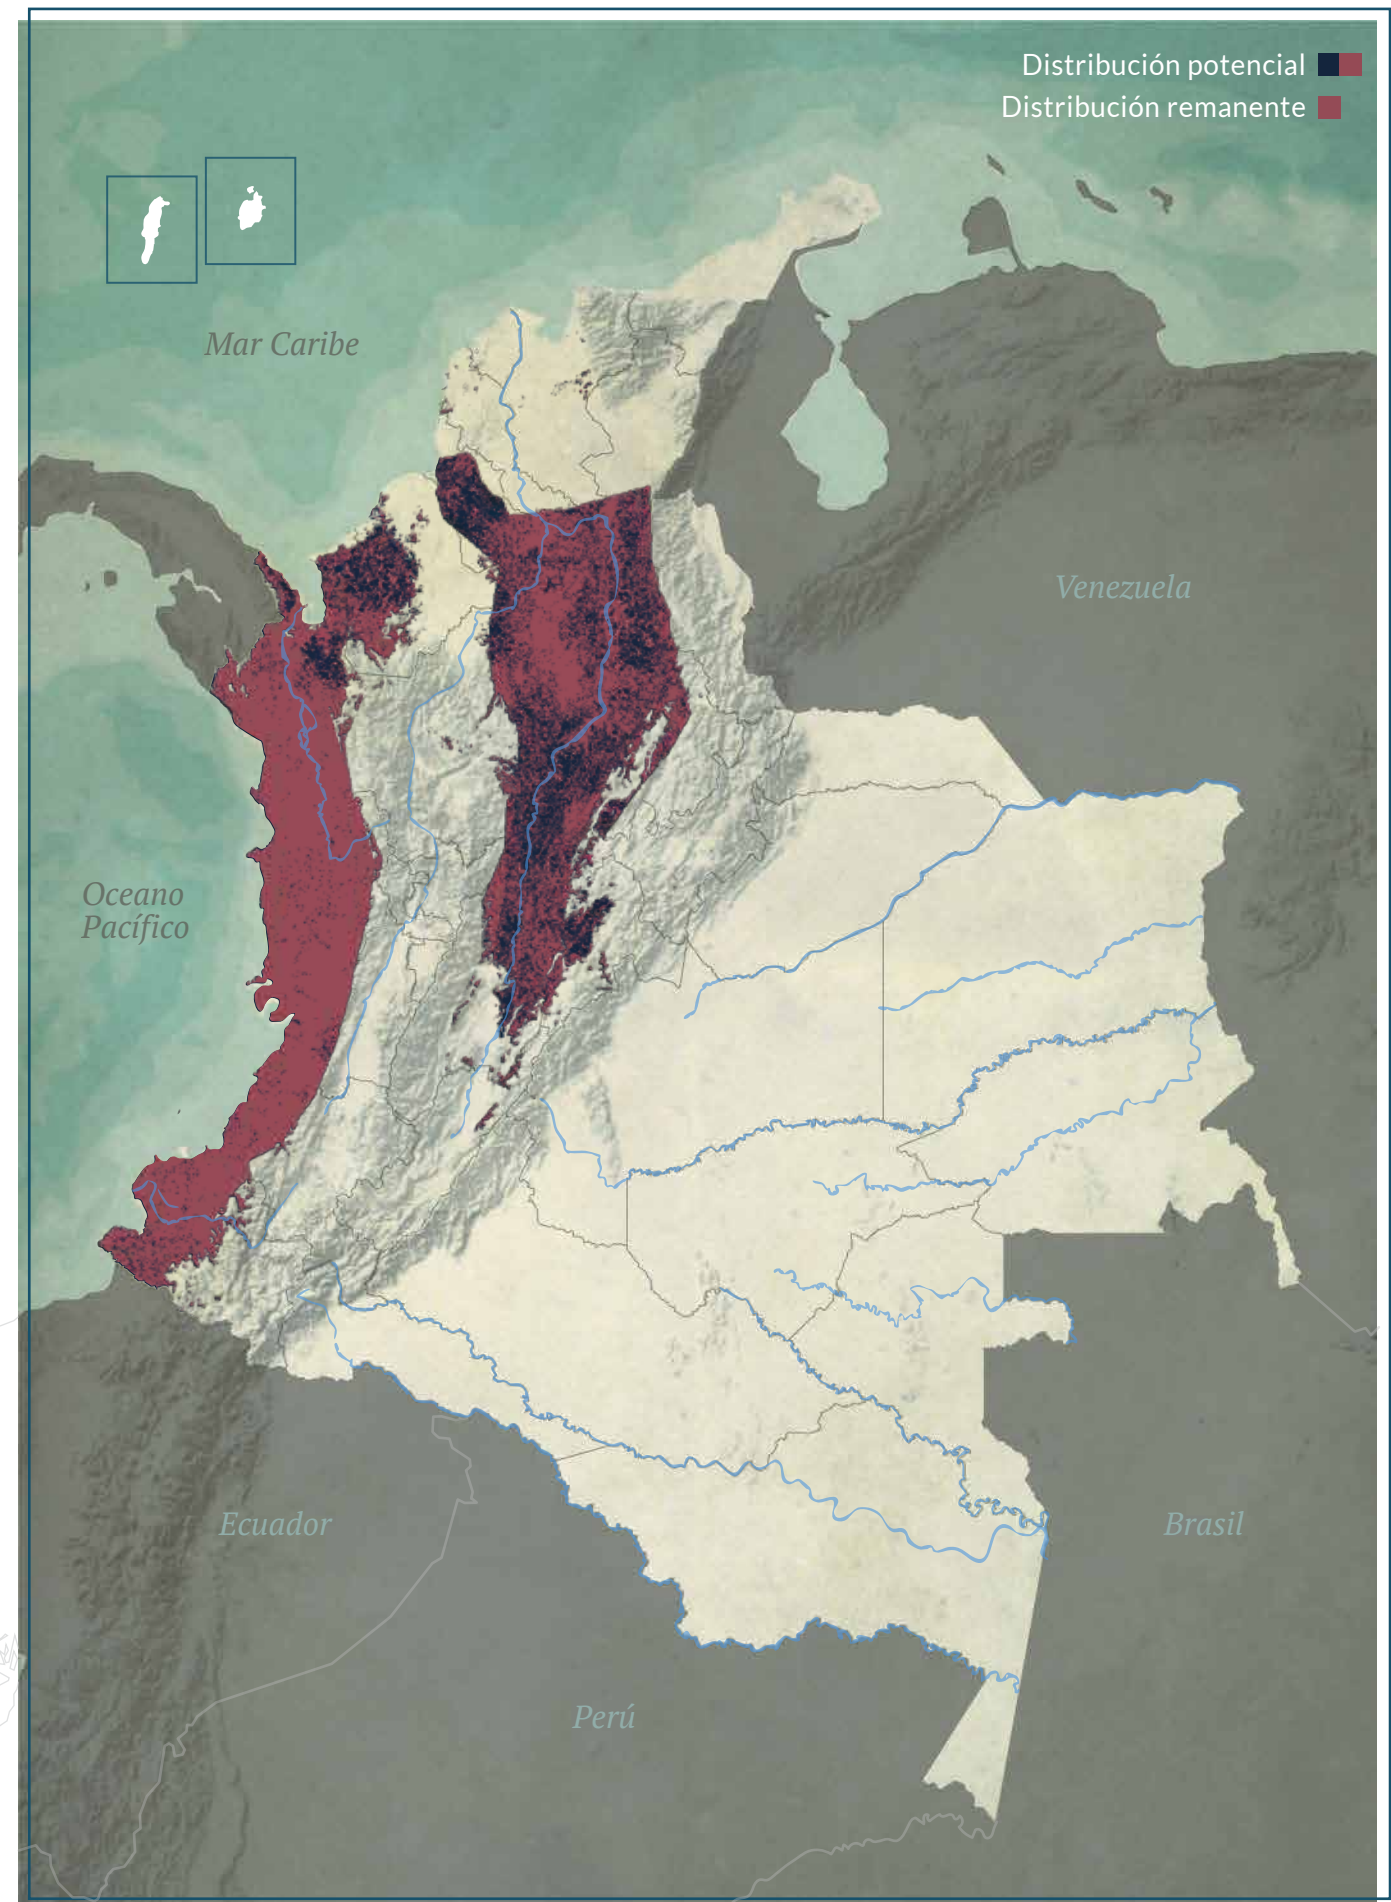 Distribución potencial
Distribución remanente
Mar Caribe
Venezuela
Oceano
Pacífico
Ecuador
Brasil
Perú